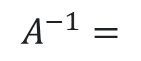 A⁻¹ =